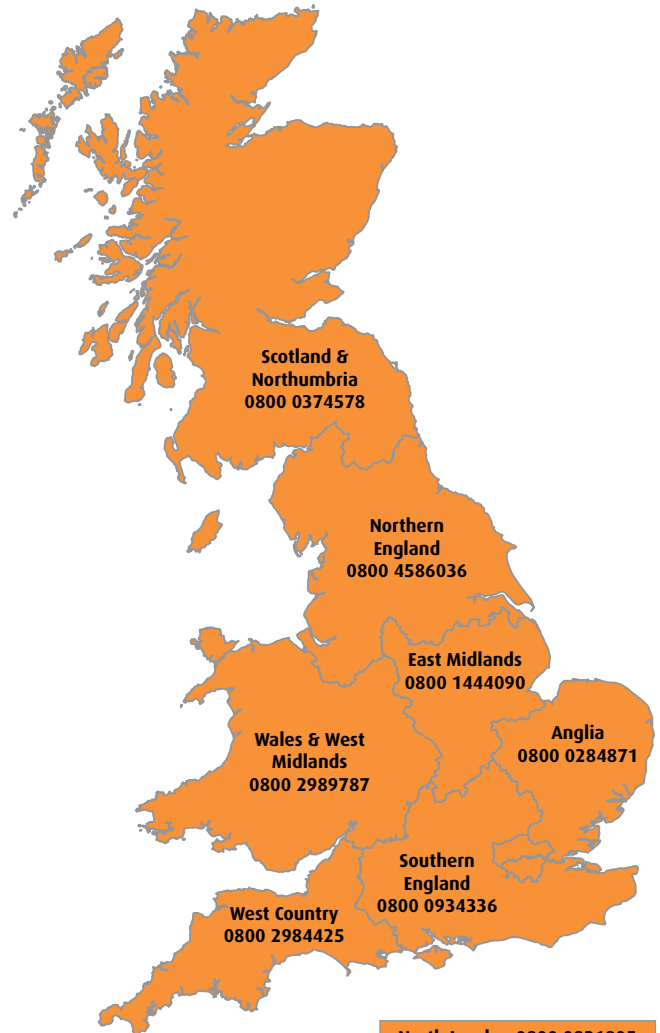 Scotland &
Northumbria
0800 0374578
Northern
England
0800 4586036
East Midlands
0800 1444090
Anglia
0800 0284871
Wales & West
Midlands
0800 2989787
Southern
England
0800 0934336
West Country
0800 2984425